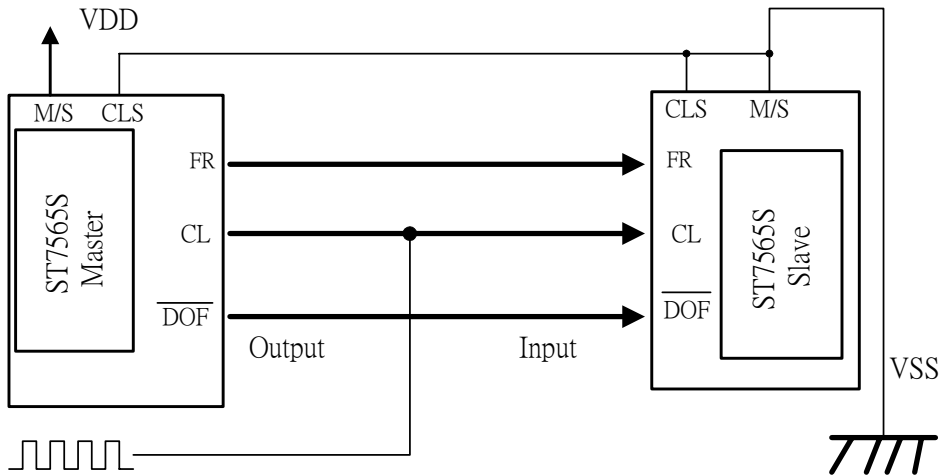 VDD
M/S CLS
CLS M/S
ST7565S
Master
FR
CL
DOF
FR
CL
DOF
ST7565S
Slave
Output
Input
VSS